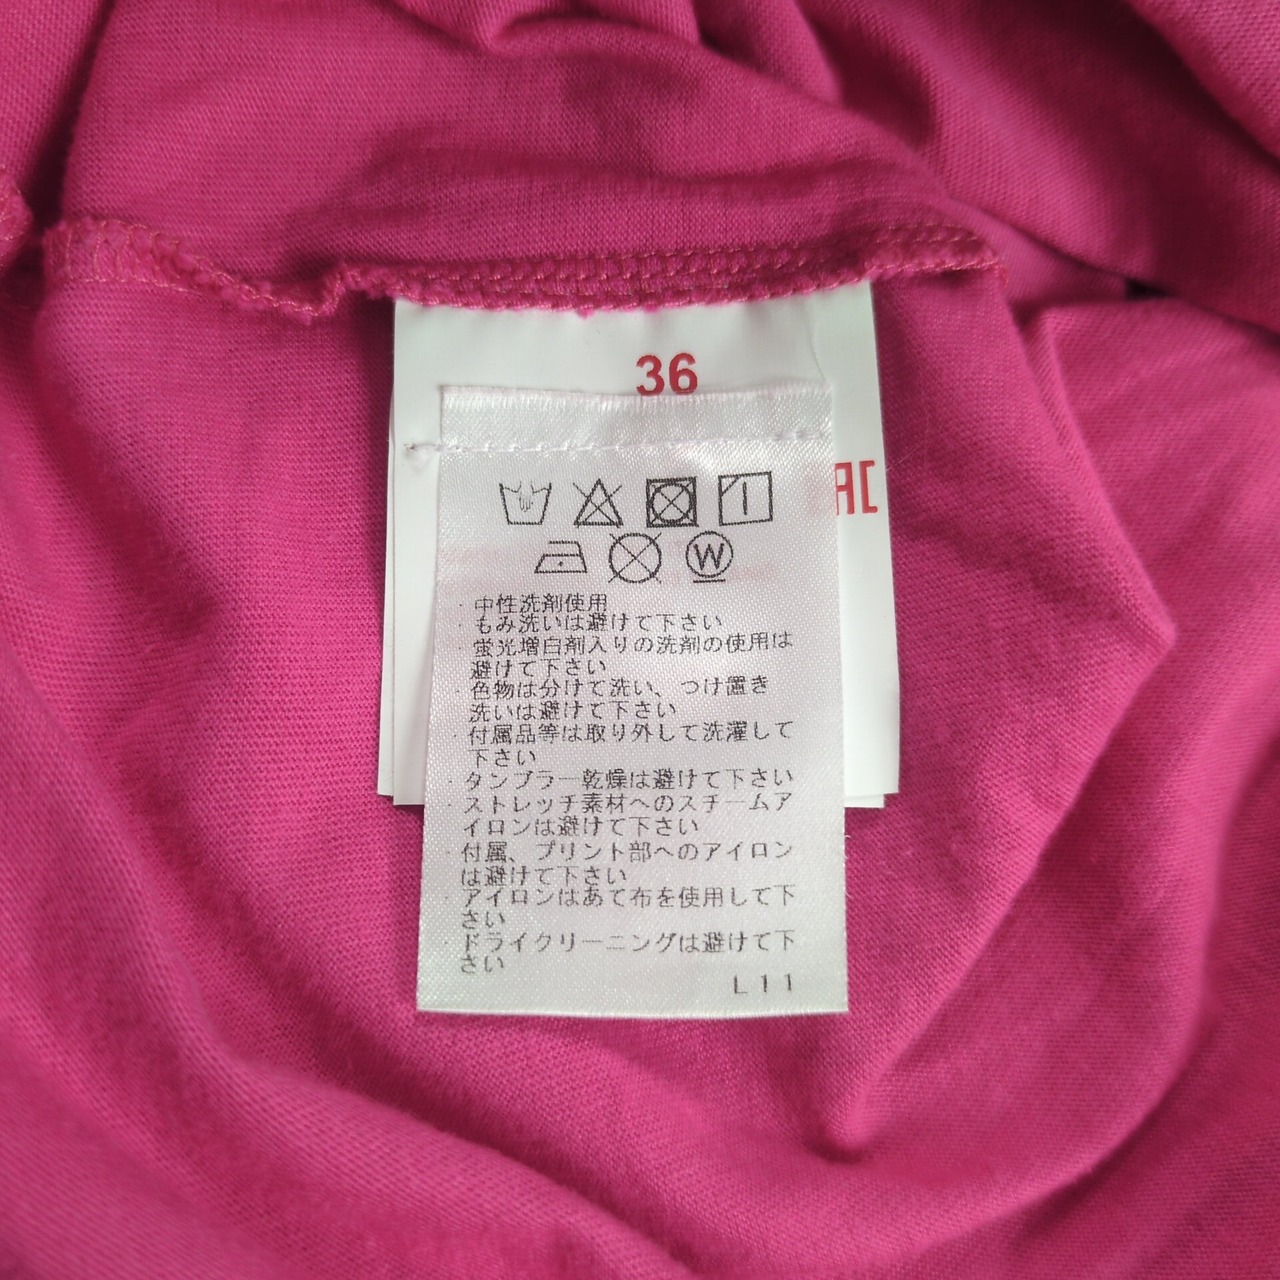 36
W
・中性洗剤使用
・もみ洗いは避けて下さい
・蛍光増白剤入りの洗剤の使用は
避けて下さい
・色物は分けて洗い、つけ置き
洗いは避けて下さい
・付属品等は取り外して洗濯して
下さい
・タンブラー乾燥は避けて下さい
・ストレッチ素材へのスチームア
イロンは避けて下さい
・付属、プリント部へのアイロン
は避けて下さい
・アイロンはあて布を使用して下
さい
・ドライクリーニングは避けて下
さい
L11